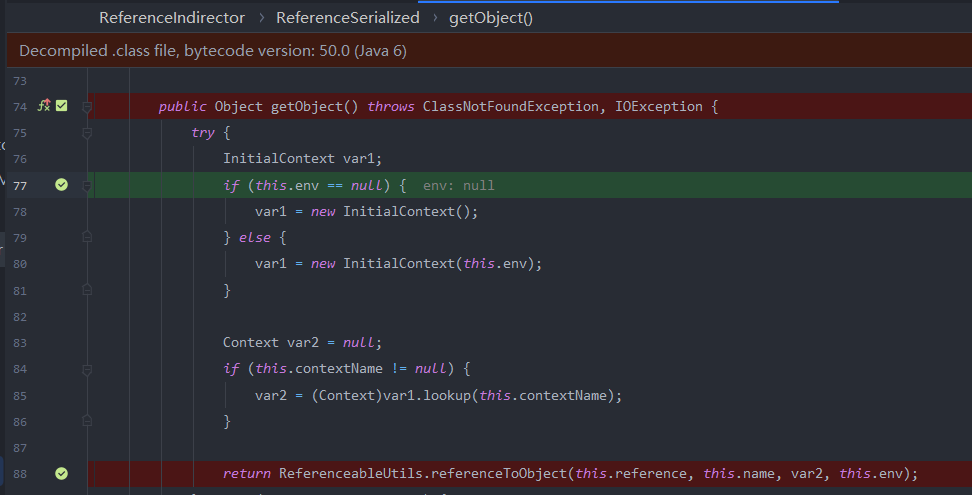 ReferenceIndirector > ReferenceSerialized > getObject()
Decompiled .class file, bytecode version: 50.0 (Java 6)
73
74 public Object getObject() throws ClassNotFoundException, IOException {
75 try {
76 InitialContext var1;
77 if (this.env == null) { env: null
78 var1 = new InitialContext();
79 } else {
80 var1 = new InitialContext(this.env);
81 }
82
83 Context var2 = null;
84 if (this.contextName != null) {
85 var2 = (Context)var1.lookup(this.contextName);
86 }
87
88 return ReferenceableUtils.referenceToObject(this.reference, this.name, var2, this.env);